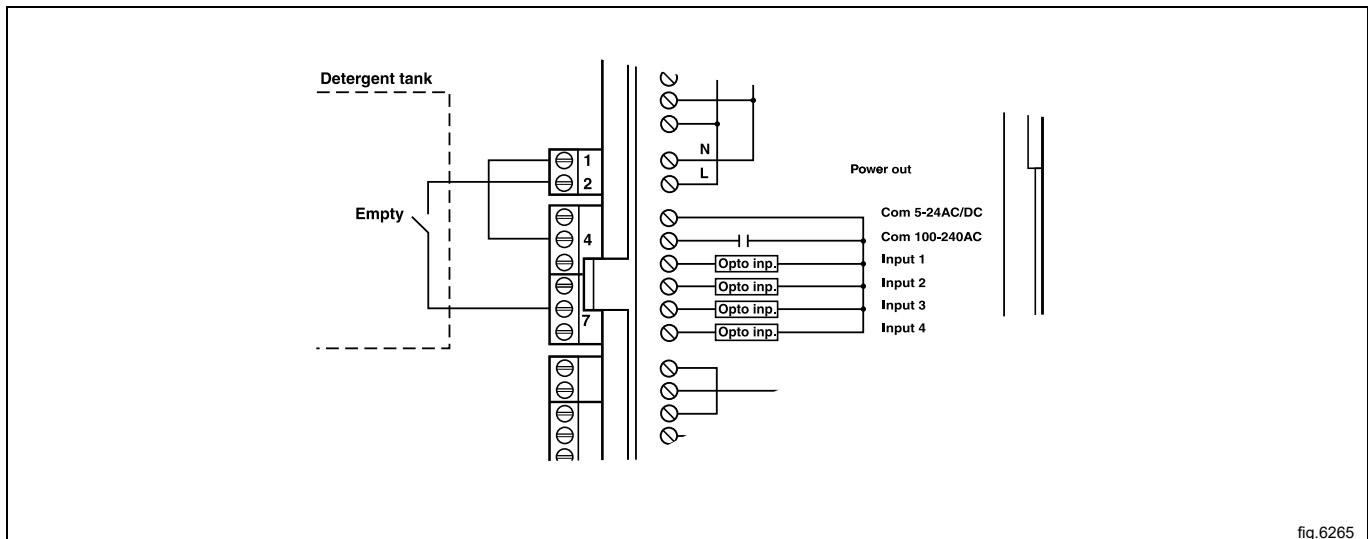 Detergent tank
1
2
Empty
4
7
N
L
Power out
Com 5-24AC/DC
Com 100-240AC
Opto inp. Input 1
Opto inp. Input 2
Opto inp. Input 3
Opto inp. Input 4
fig.6265